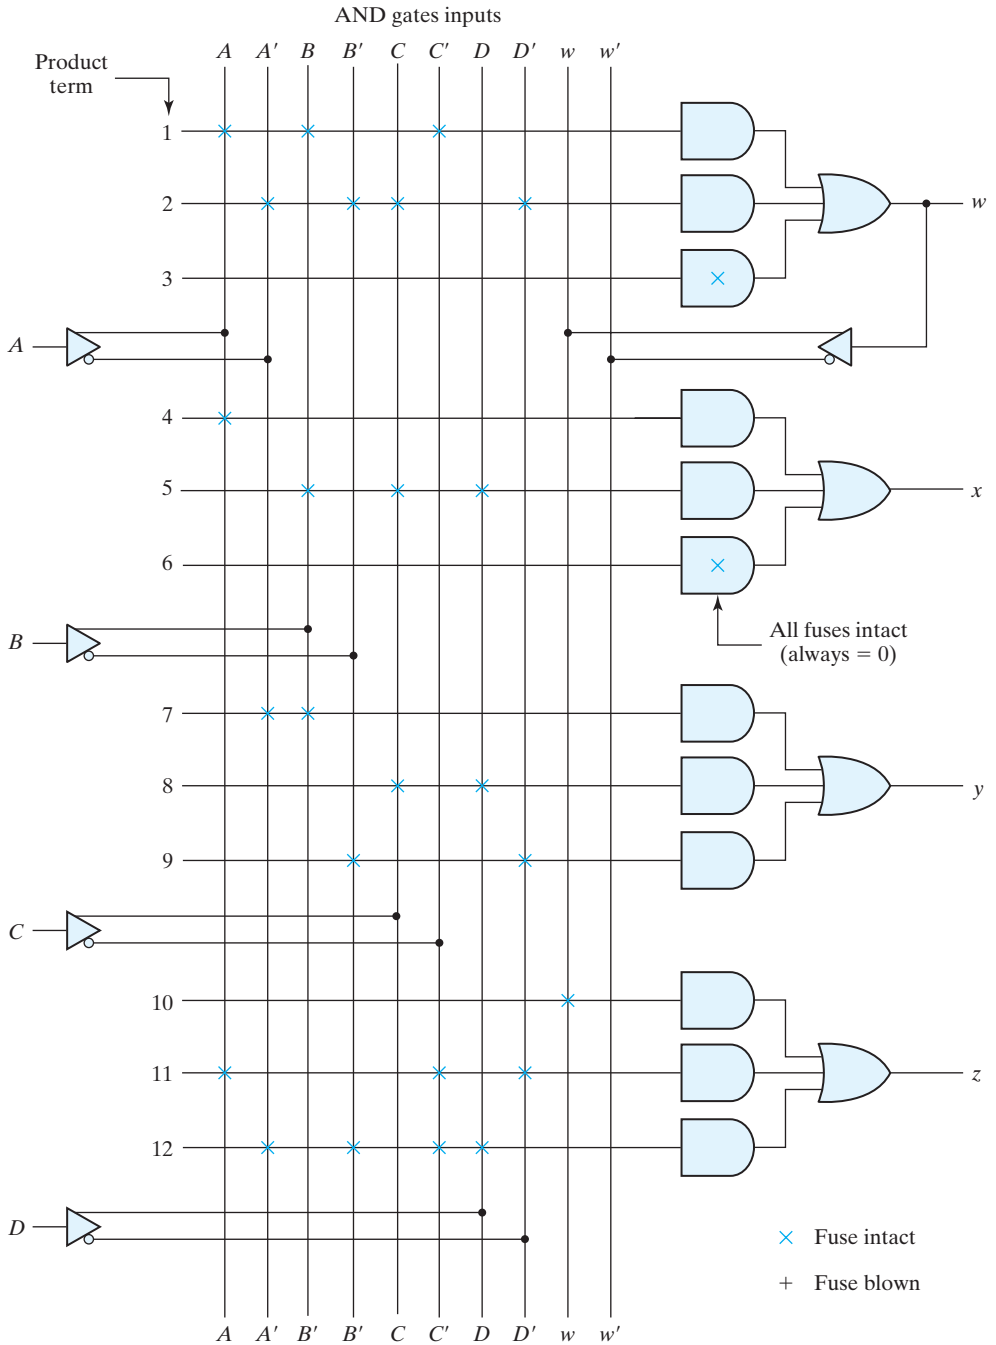 AND gates inputs
A A′ B B′ C C′ D D′ w w′
Product
term
1
2
w
3
A
4
5
x
6
B
All fuses intact
(always = 0)
7
8
y
9
C
10
11
z
12
D
× Fuse intact
+ Fuse blown
A A′ B′ B′ C C′ D D′ w w′